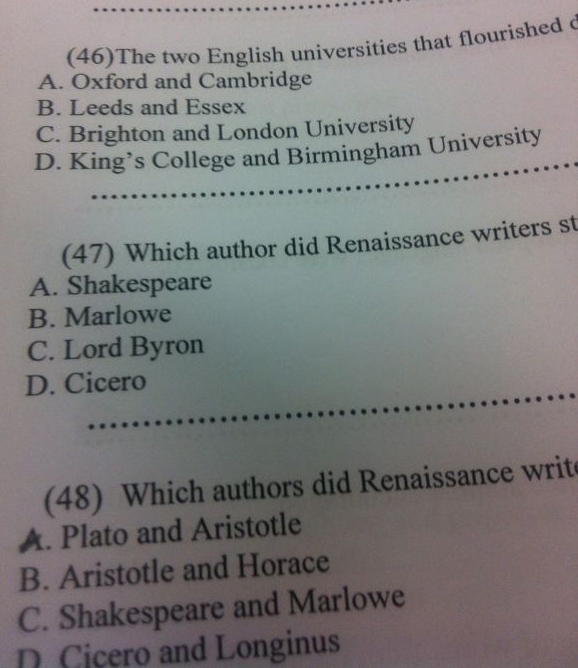 (46)The two English universities that flourished
A. Oxford and Cambridge
B. Leeds and Essex
C. Brighton and London University
D. King's College and Birmingham University
(47) Which author did Renaissance writers st
A. Shakespeare
B. Marlowe
C. Lord Byron
D. Cicero
(48) Which authors did Renaissance write
A. Plato and Aristotle
B. Aristotle and Horace
C. Shakespeare and Marlowe
D. Cicero and Longinus